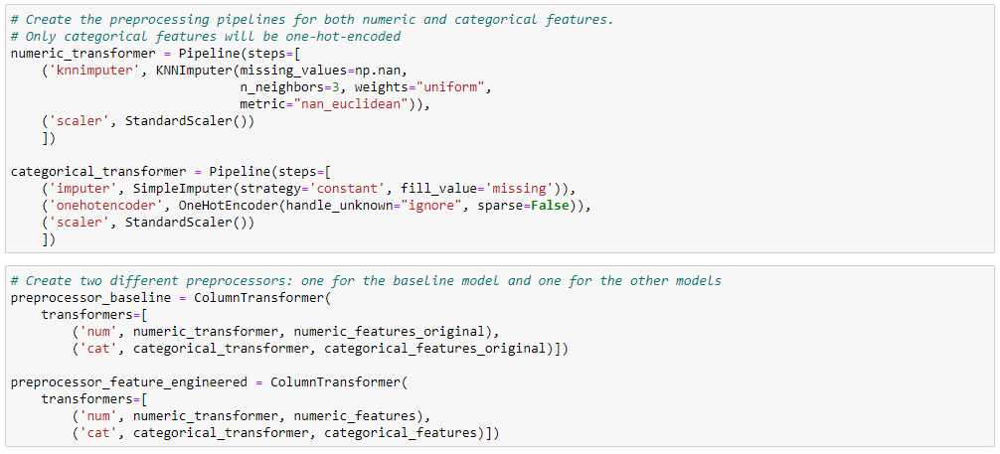 # Create the preprocessing pipelines for both numeric and categorical features.
# Only categorical features will be one-hot-encoded
numeric_transformer = Pipeline(steps=[
    ('knnimputer', KNNImputer(missing_values=np.nan,
                              n_neighbors=3, weights="uniform",
                              metric="nan_euclidean")),
    ('scaler', StandardScaler())
    ])

categorical_transformer = Pipeline(steps=[
    ('imputer', SimpleImputer(strategy='constant', fill_value='missing')),
    ('onehotencoder', OneHotEncoder(handle_unknown="ignore", sparse=False)),
    ('scaler', StandardScaler())
    ])

# Create two different preprocessors: one for the baseline model and one for the other models
preprocessor_baseline = ColumnTransformer(
    transformers=[
        ('num', numeric_transformer, numeric_features_original),
        ('cat', categorical_transformer, categorical_features_original)])

preprocessor_feature_engineered = ColumnTransformer(
    transformers=[
        ('num', numeric_transformer, numeric_features),
        ('cat', categorical_transformer, categorical_features)])